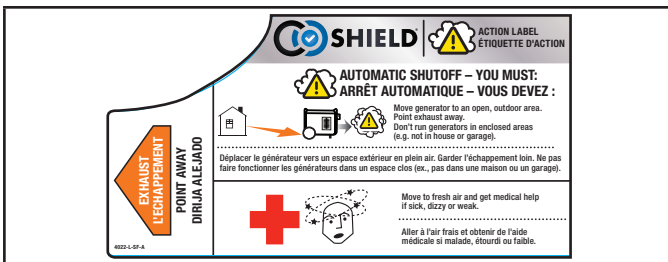 CO SHIELD®
ACTION LABEL
ÉTIQUETTE D'ACTION
AUTOMATIC SHUTOFF – YOU MUST:
ARRÊT AUTOMATIQUE – VOUS DEVEZ :
Move generator to an open, outdoor area.
Point exhaust away.
Don't run generators in enclosed areas
(e.g. not in house or garage).
Déplacer le générateur vers un espace extérieur en plein air. Garder l'échappement loin. Ne pas
faire fonctionner les générateurs dans un espace clos (ex., pas dans une maison ou un garage).
EXHAUST
L'ECHAPPEMENT
POINT AWAY
DIRIJA ALEJADO
Move to fresh air and get medical help
if sick, dizzy or weak.
Aller à l'air frais et obtenir de l'aide
médicale si malade, étourdi ou faible.
4022-L-SF-A